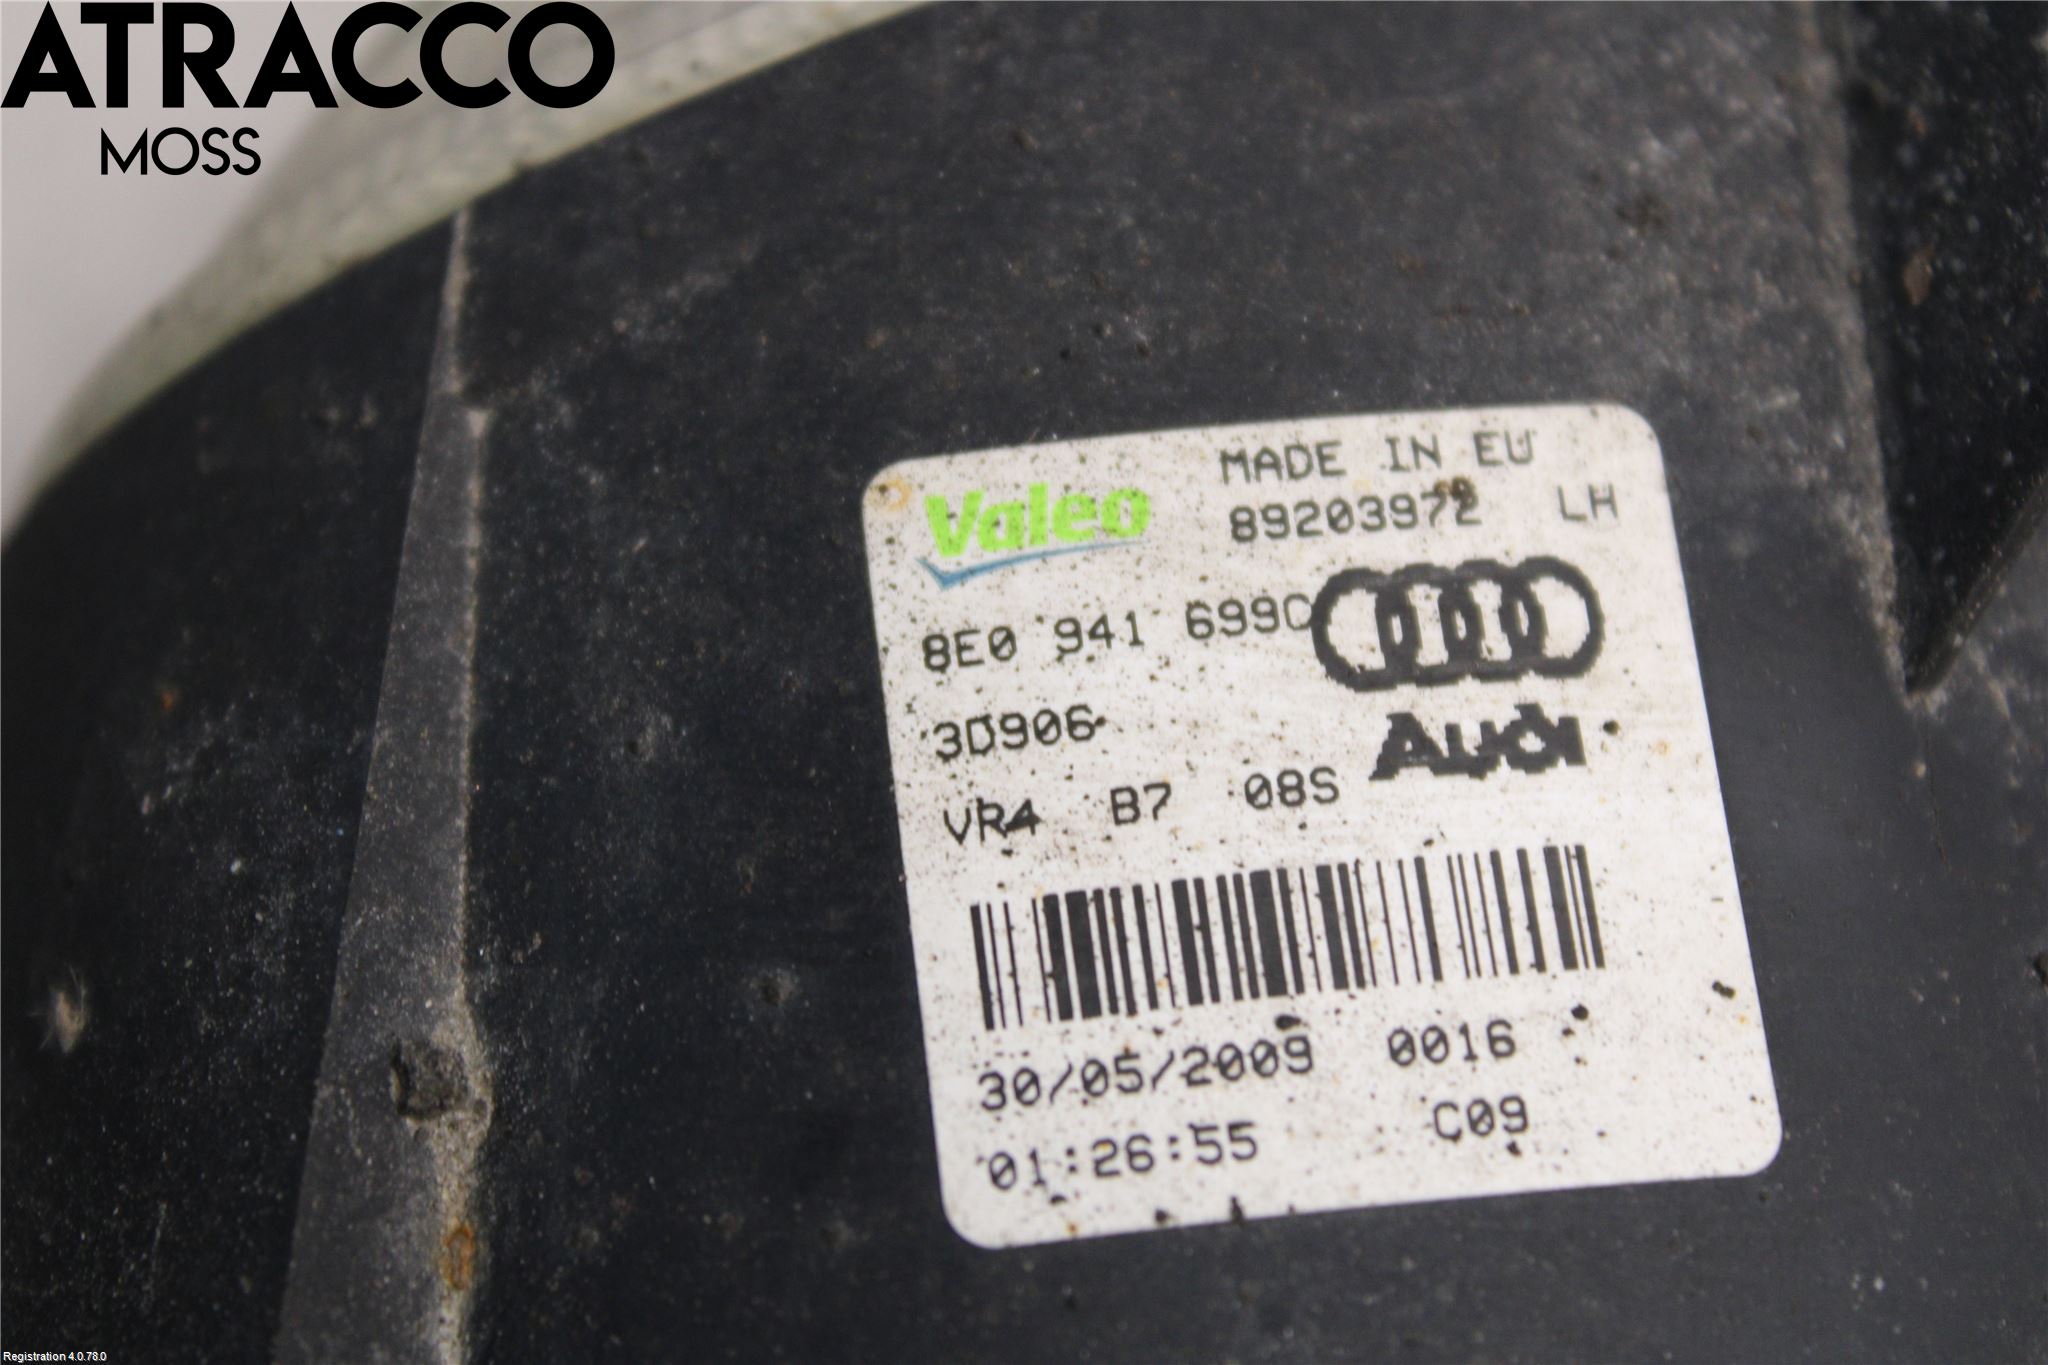 ATRACCO
MOSS
MADE IN EU
Valeo 89203972 LH
8E0 941 699C
3D906
Audi
VR4 B7 08S
30/05/2009 0016
01:26:55 C09
Registration 4.0.78.0